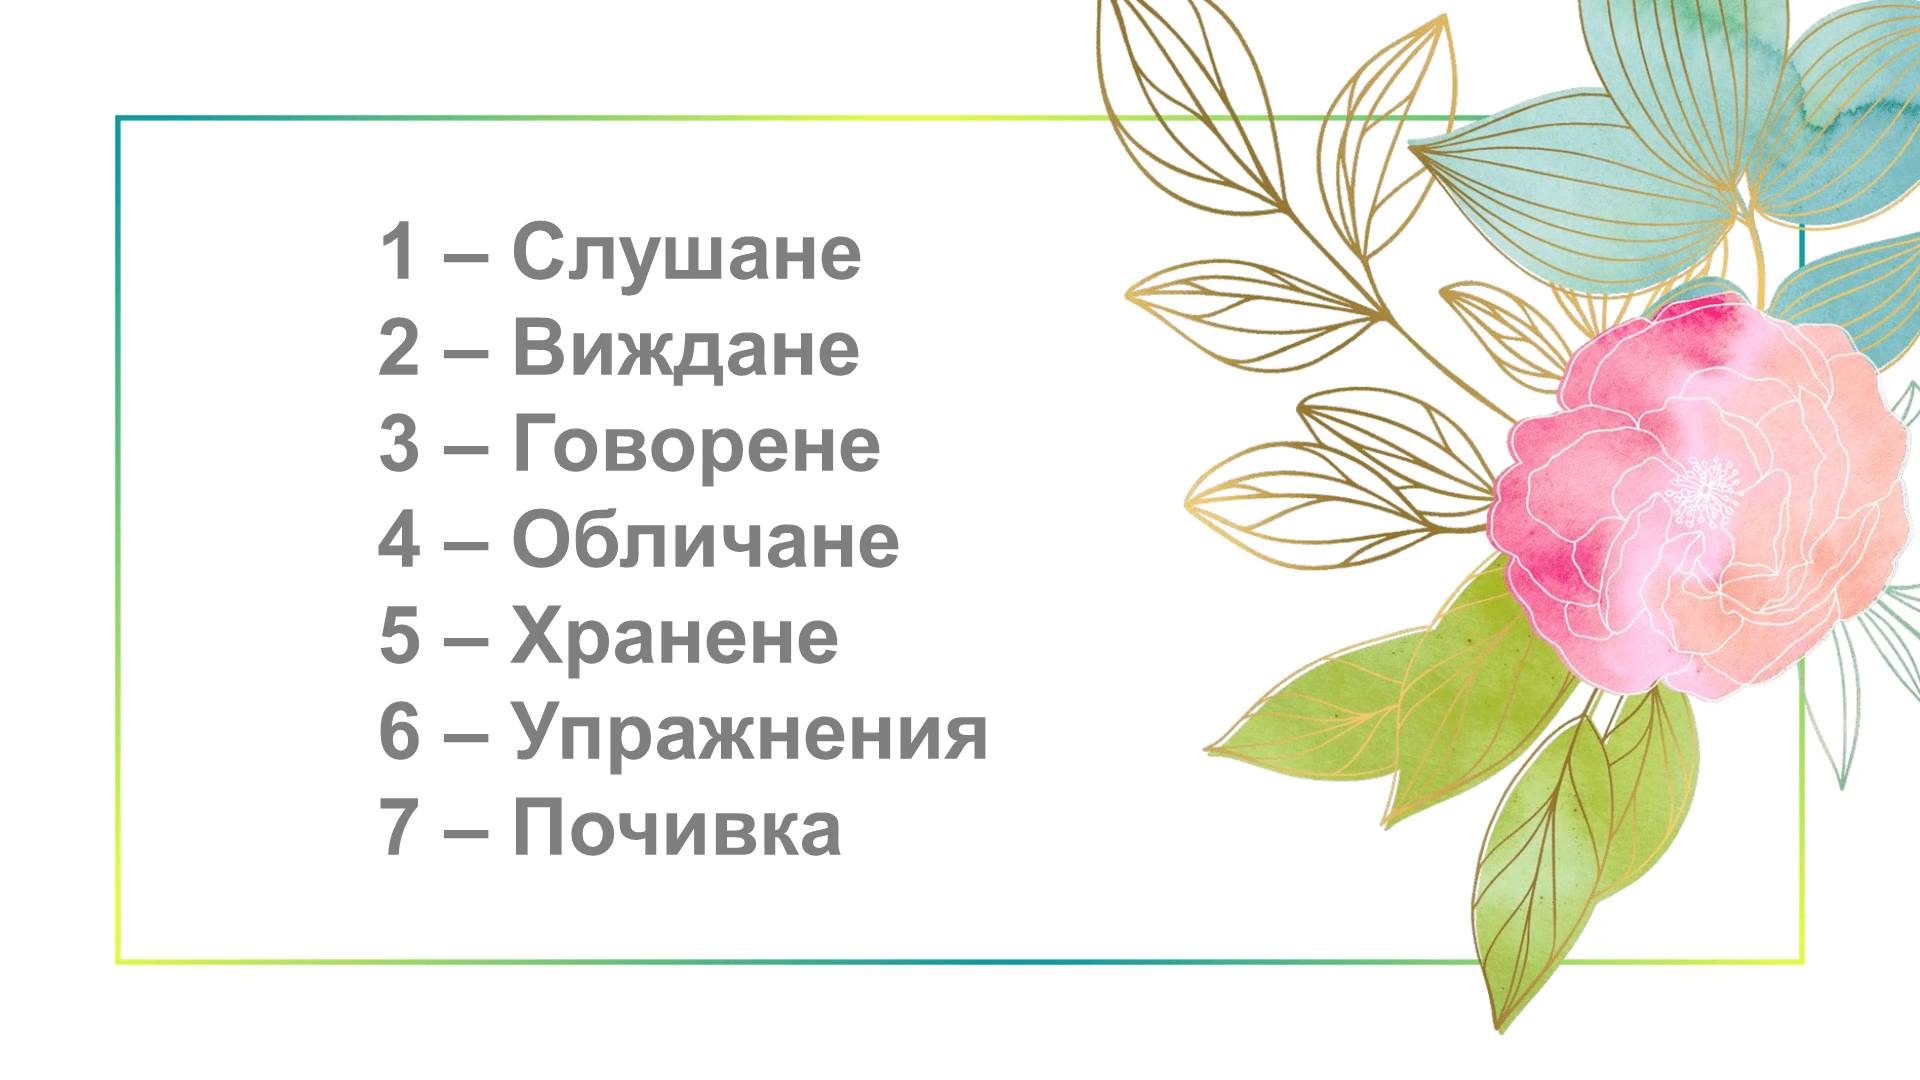 1 – Слушане
2 – Виждане
3 – Говорене
4 – Обличане
5 – Хранене
6 – Упражнения
7 – Почивка